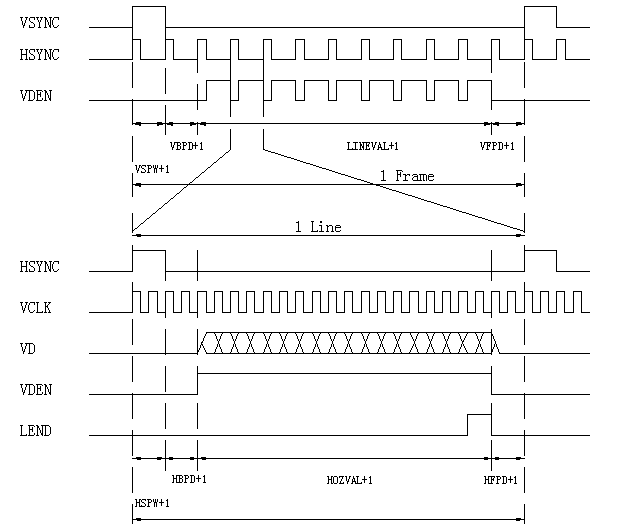 VSYNC
HSYNC
VDEN
VBPD+1 LINEVAL+1 VFPD+1
VSPW+1
1 Frame
1 Line
HSYNC
VCLK
VD
VDEN
LEND
HBPD+1 HOZVAL+1 HFPD+1
HSPW+1